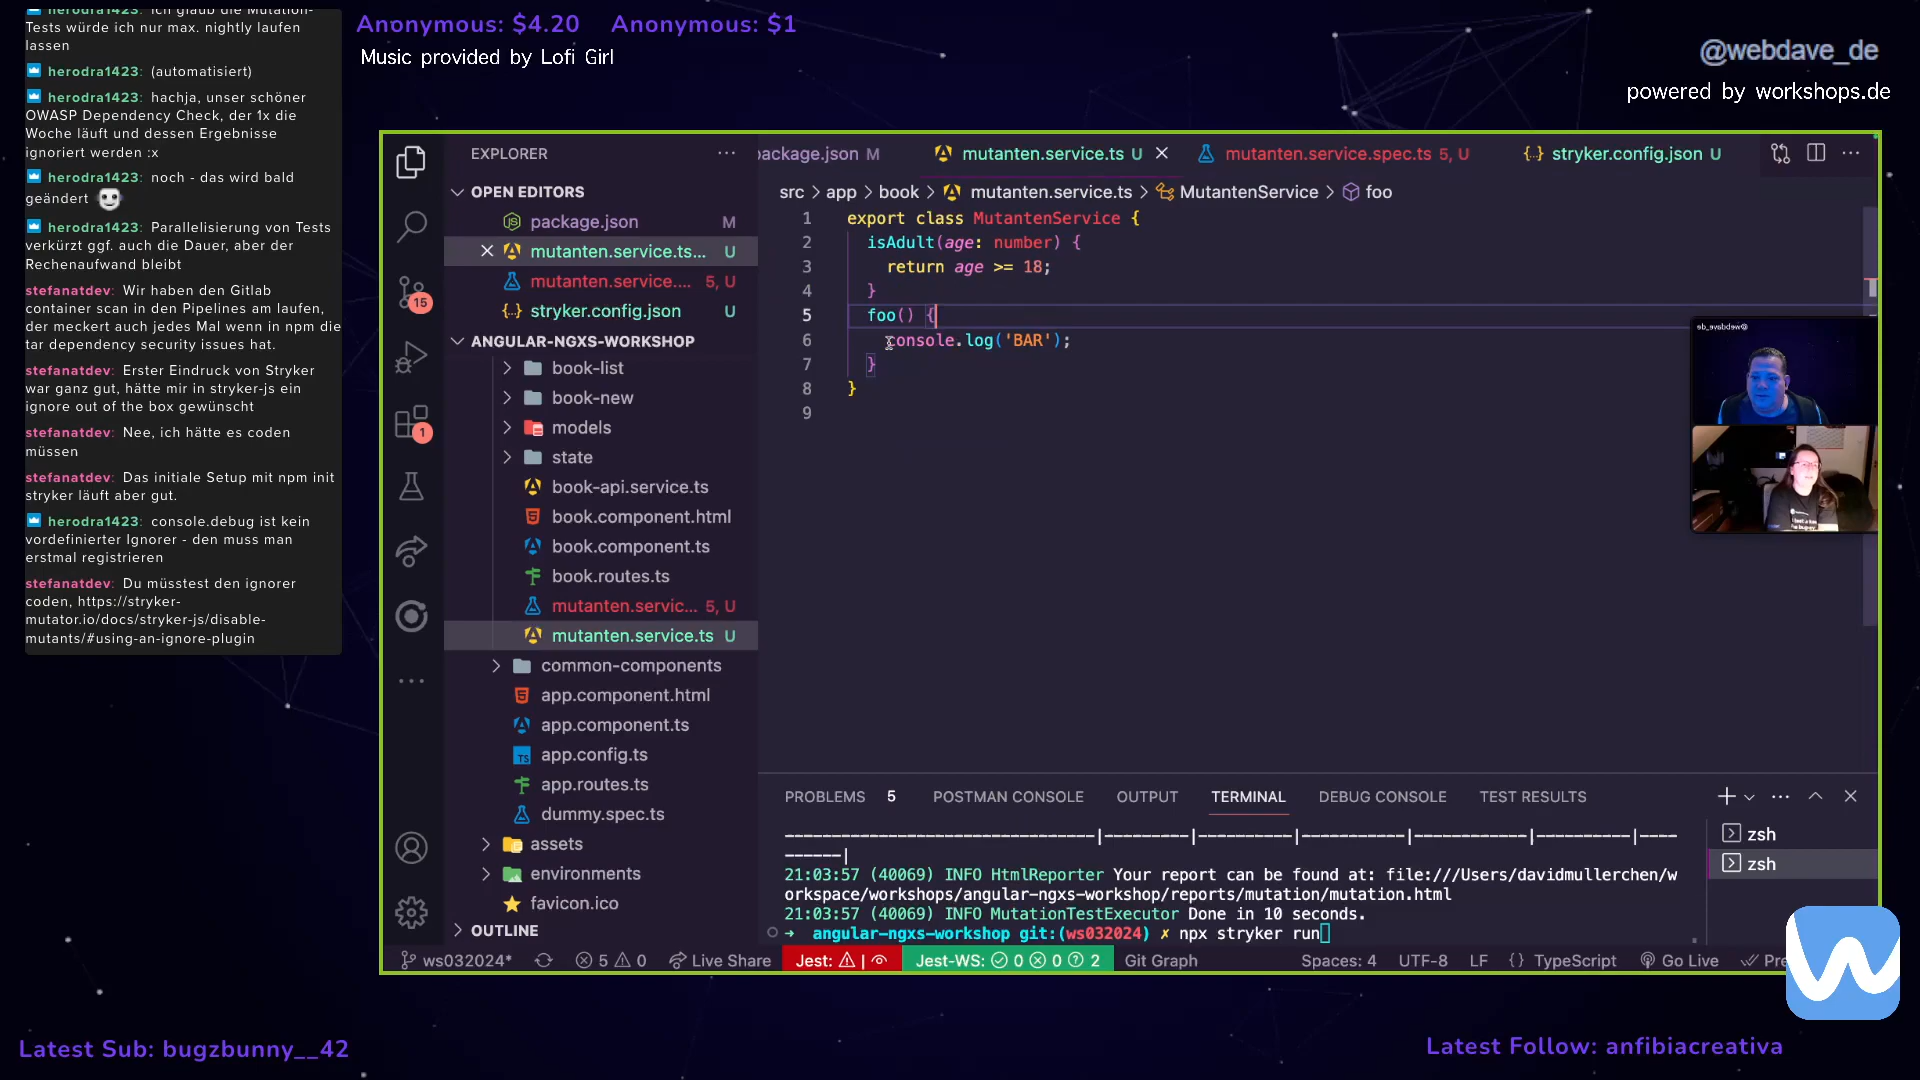 herodra1423: ich glaub die Mutation-
Tests würde ich nur max. nightly laufen
lassen
herodra1423: (automatisiert)
herodra1423: hachja, unser schöner
OWASP Dependency Check, der 1x die
Woche läuft und dessen Ergebnisse
ignoriert werden :x
herodra1423: noch - das wird bald
geändert
herodra1423: Parallelisierung von Tests
verkürzt ggf. auch die Dauer, aber der
Rechenaufwand bleibt
stefanatdev: Wir haben den Gitlab
container scan in den Pipelines am laufen,
der meckert auch jedes Mal wenn in npm die
tar dependency security issues hat.
stefanatdev: Erster Eindruck von Stryker
war ganz gut, hätte mir in stryker-js ein
ignore out of the box gewünscht
stefanatdev: Nee, ich hätte es coden
müssen
stefanatdev: Das initiale Setup mit npm init
stryker läuft aber gut.
herodra1423: console.debug ist kein
vordefinierter Ignorer - den muss man
erstmal registrieren
stefanatdev: Du müsstest den ignorer
coden, https://stryker-
mutator.io/docs/stryker-js/disable-
mutants/#using-an-ignore-plugin
Anonymous: $4.20 Anonymous: $1
Music provided by Lofi Girl
@webdave_de
powered by workshops.de
EXPLORER
OPEN EDITORS
package.json M
mutanten.service.ts... U
mutanten.service.... 5, U
stryker.config.json U
ANGULAR-NGXS-WORKSHOP
book-list
book-new
models
state
book-api.service.ts
book.component.html
book.component.ts
book.routes.ts
mutanten.servic... 5, U
mutanten.service.ts U
common-components
app.component.html
app.component.ts
app.config.ts
app.routes.ts
dummy.spec.ts
assets
environments
favicon.ico
OUTLINE
15
1
package.json M mutanten.service.ts U mutanten.service.spec.ts 5, U stryker.config.json U
src > app > book > mutanten.service.ts > MutantenService > foo
1 export class MutantenService {
2 isAdult(age: number) {
3 return age >= 18;
4 }
5 foo() {
6 console.log('BAR');
7 }
8 }
9
@webdave_de
PROBLEMS 5 POSTMAN CONSOLE OUTPUT TERMINAL DEBUG CONSOLE TEST RESULTS
--------------------------------|---------|----------|-----------|------------|----------|----
------|
21:03:57 (40069) INFO HtmlReporter Your report can be found at: file:///Users/davidmullerchen/w
orkspace/workshops/angular-ngxs-workshop/reports/mutation/mutation.html
21:03:57 (40069) INFO MutationTestExecutor Done in 10 seconds.
→ angular-ngxs-workshop git:(ws032024) ✗ npx stryker run
zsh
zsh
ws032024* 5 0 Live Share Jest: | Jest-WS: 0 0 2 Git Graph Spaces: 4 UTF-8 LF {} TypeScript Go Live
Latest Sub: bugzbunny__42
Latest Follow: anfibiacreativa